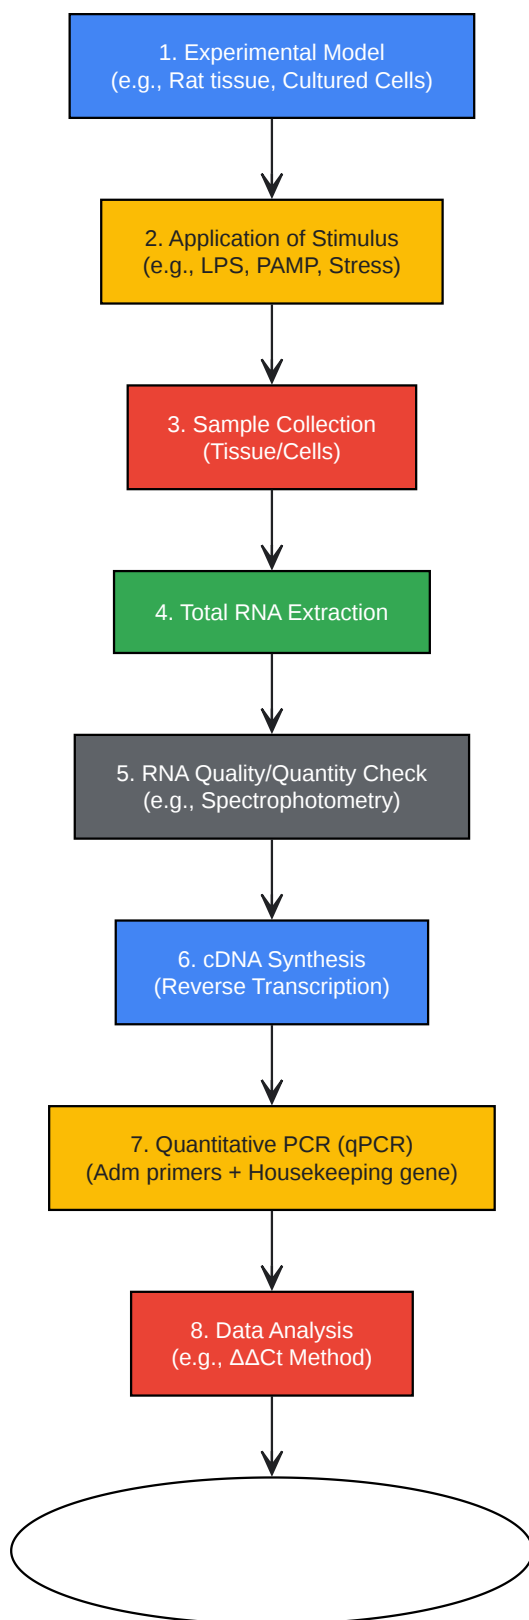 1. Experimental Model
(e.g., Rat tissue, Cultured Cells)
2. Application of Stimulus
(e.g., LPS, PAMP, Stress)
3. Sample Collection
(Tissue/Cells)
4. Total RNA Extraction
5. RNA Quality/Quantity Check
(e.g., Spectrophotometry)
6. cDNA Synthesis
(Reverse Transcription)
7. Quantitative PCR (qPCR)
(Adm primers + Housekeeping gene)
8. Data Analysis
(e.g., ΔΔCt Method)